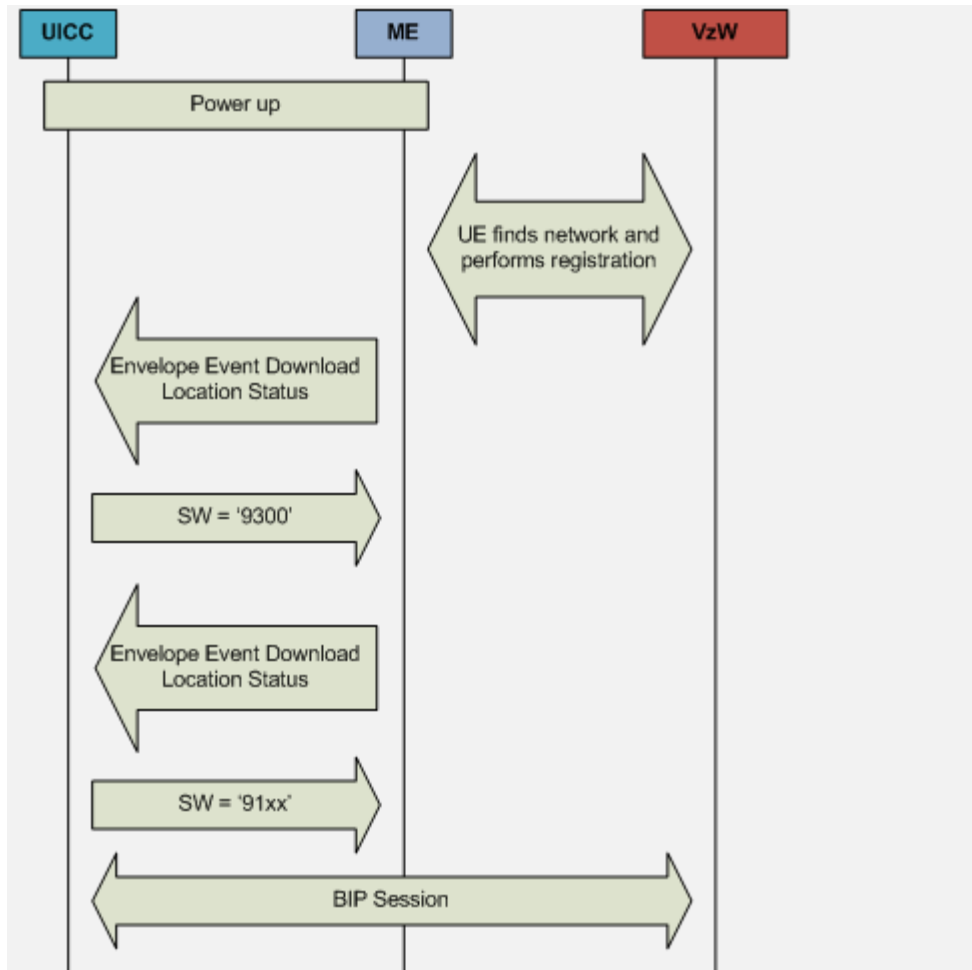 UICC
ME
VzW
Power up
UE finds network and
performs registration
Envelope Event Download
Location Status
SW = ‘9300’
Envelope Event Download
Location Status
SW = ‘91xx’
BIP Session